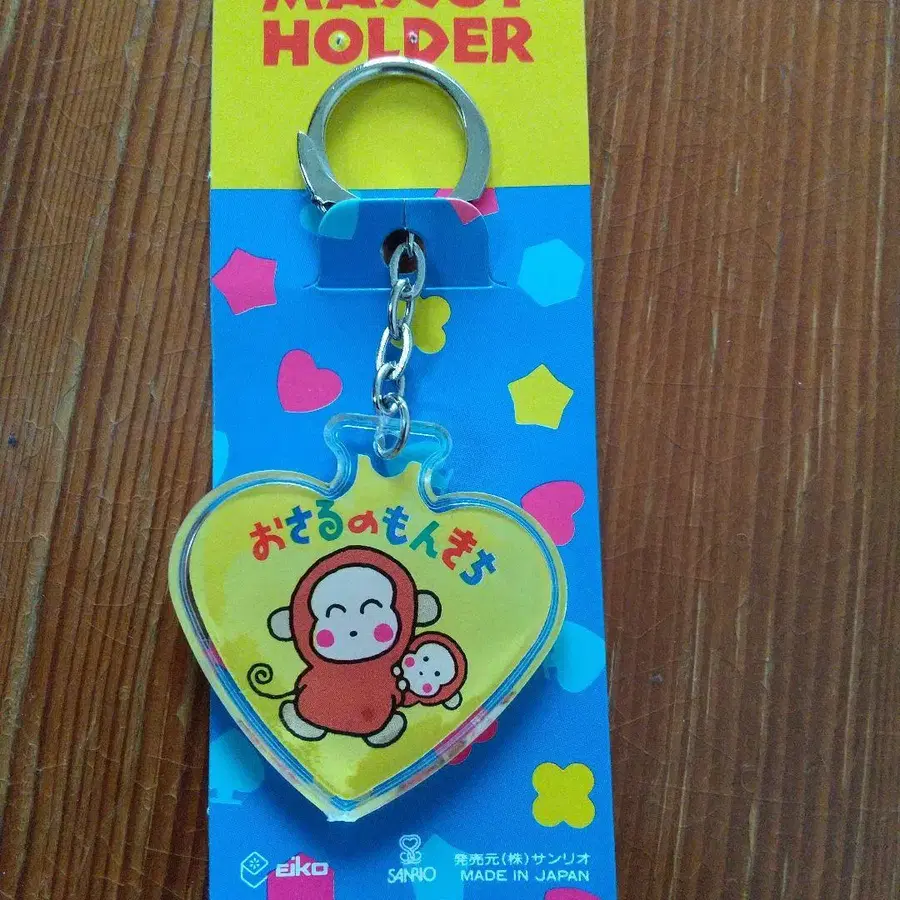 MASCOT
HOLDER
おさるのもんきち
EIKO
SANRIO
発売元(株)サンリオ
MADE IN JAPAN